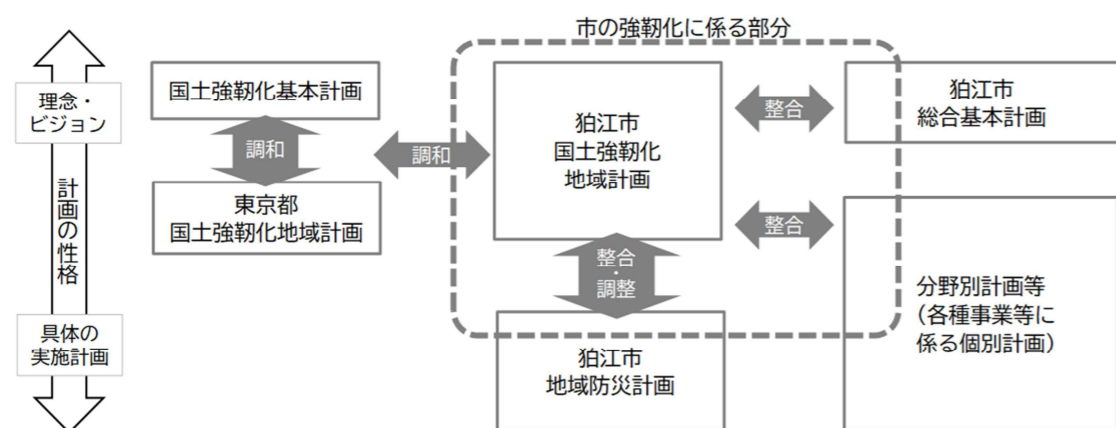 市の強靭化に係る部分
理念・
ビジョン
計画の性格
具体の
実施計画
国土強靭化基本計画
調和
東京都
国土強靭化地域計画
調和
狛江市
国土強靭化
地域計画
整合
・
調整
狛江市
地域防災計画
整合
狛江市
総合基本計画
整合
分野別計画等
（各種事業等に
係る個別計画）